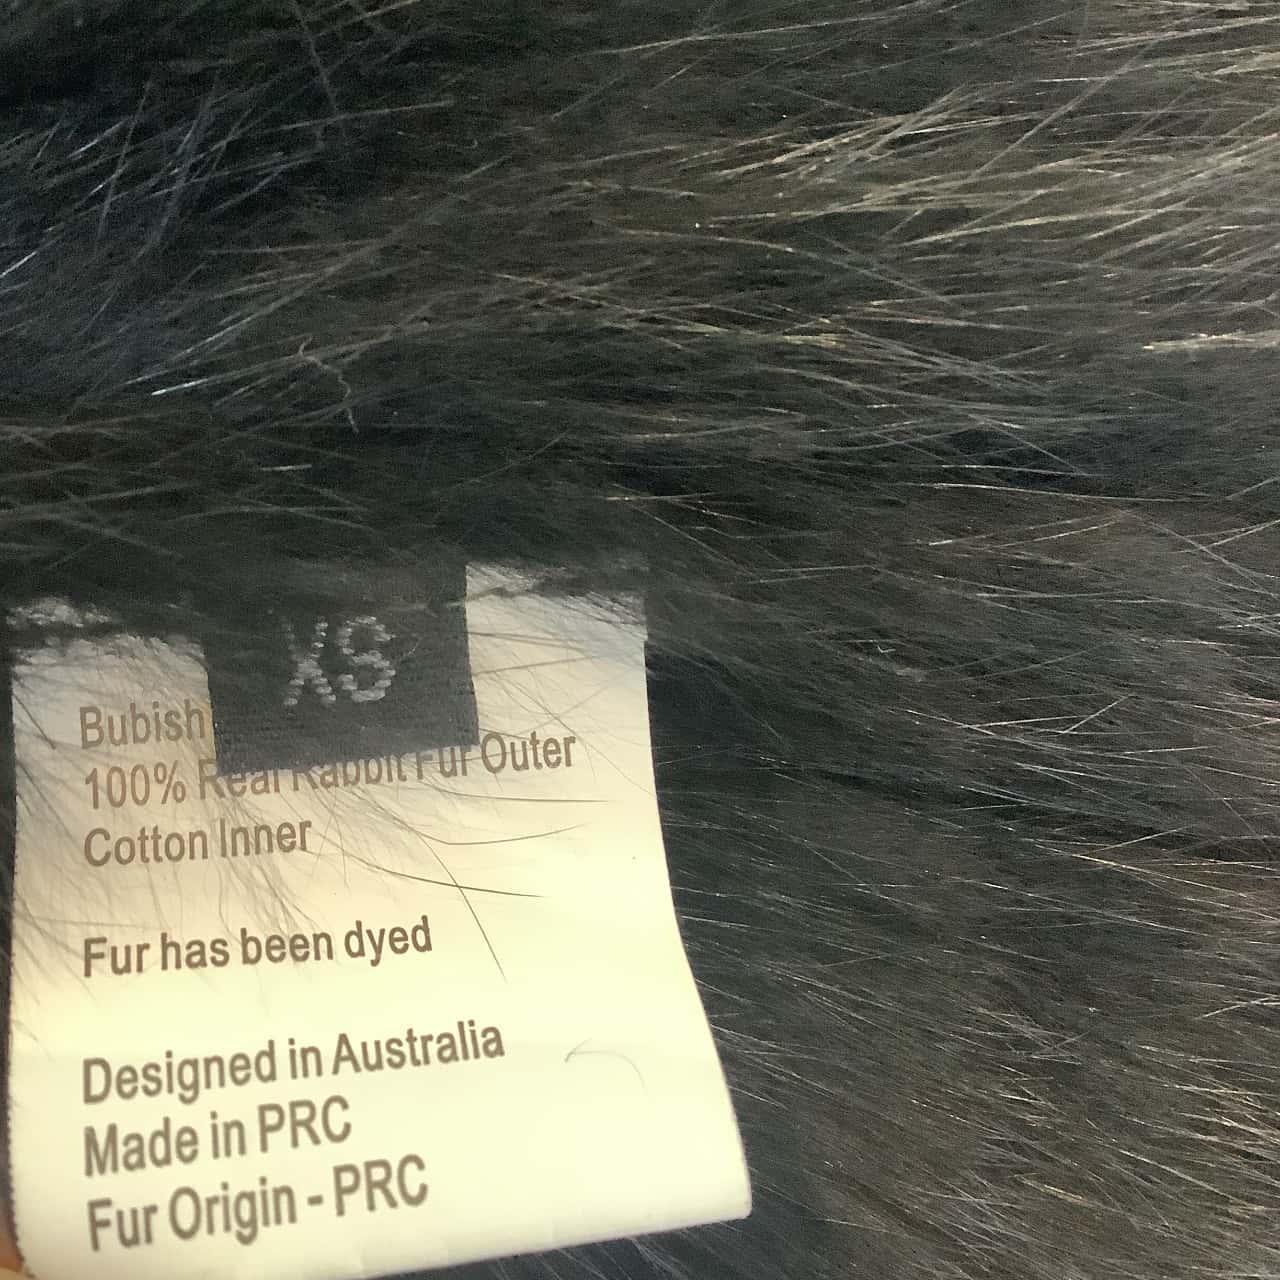 XS
Bubish
100% Real Rabbit Fur Outer
Cotton Inner
Fur has been dyed
Designed in Australia
Made in PRC
Fur Origin - PRC